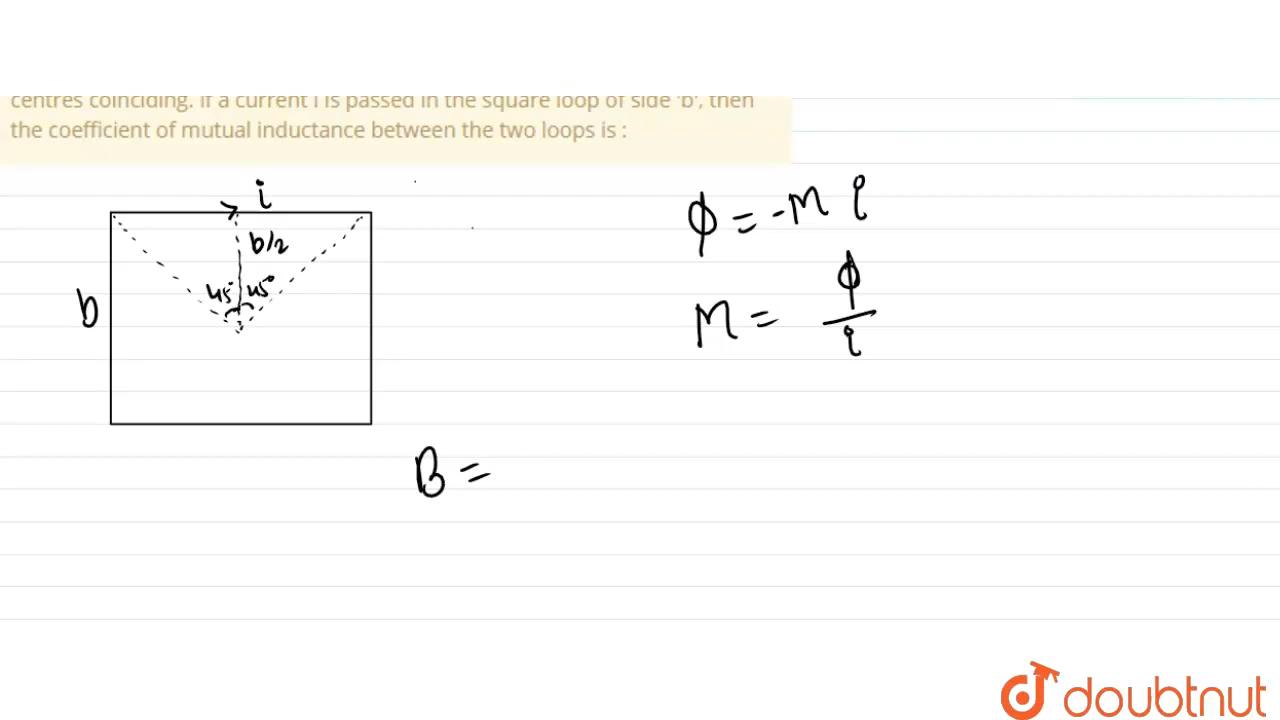 centres coinciding. If a current I is passed in the square loop of side 'b', then
the coefficient of mutual inductance between the two loops is :
i
b/2
45° 45°
b
B =
ϕ = -M i
M = ϕ/i
doubtnut